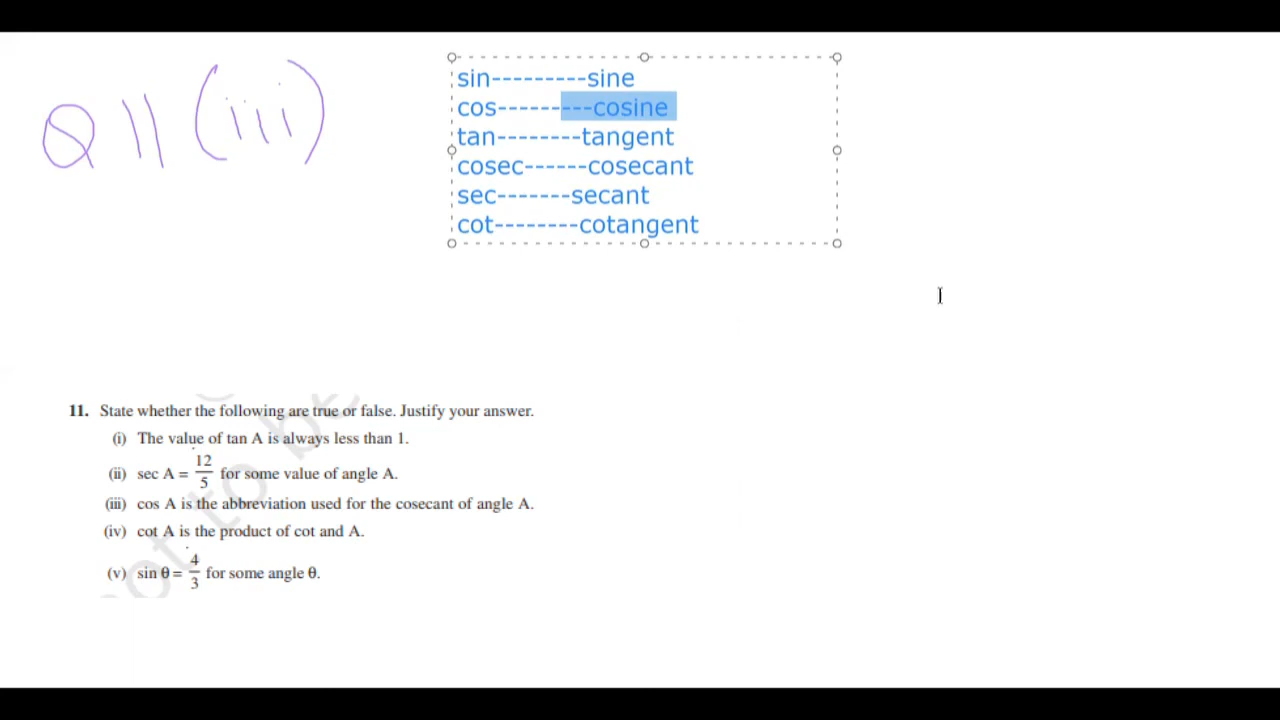 Q 11 (iii)
sin---------sine
cos---------cosine
tan--------tangent
cosec------cosecant
sec-------secant
cot--------cotangent
11. State whether the following are true or false. Justify your answer.
(i) The value of tan A is always less than 1.
(ii) sec A = 12/5 for some value of angle A.
(iii) cos A is the abbreviation used for the cosecant of angle A.
(iv) cot A is the product of cot and A.
(v) sin θ = 4/3 for some angle θ.